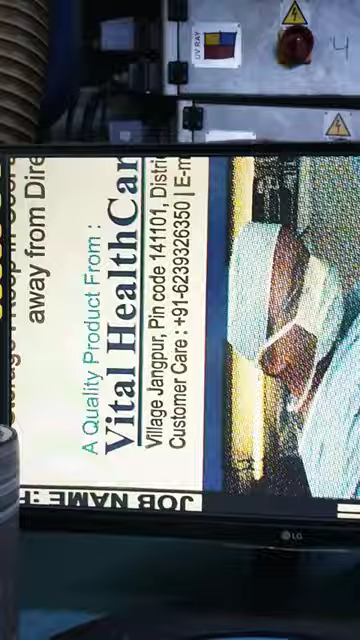 away from Dire
A Quality Product From :
Vital HealthCar
Village Jangpur, Pin code 141101, Distri
Customer Care : +91-6239326350 | E-m
JOB NAME : H
UV RAY
4
LG